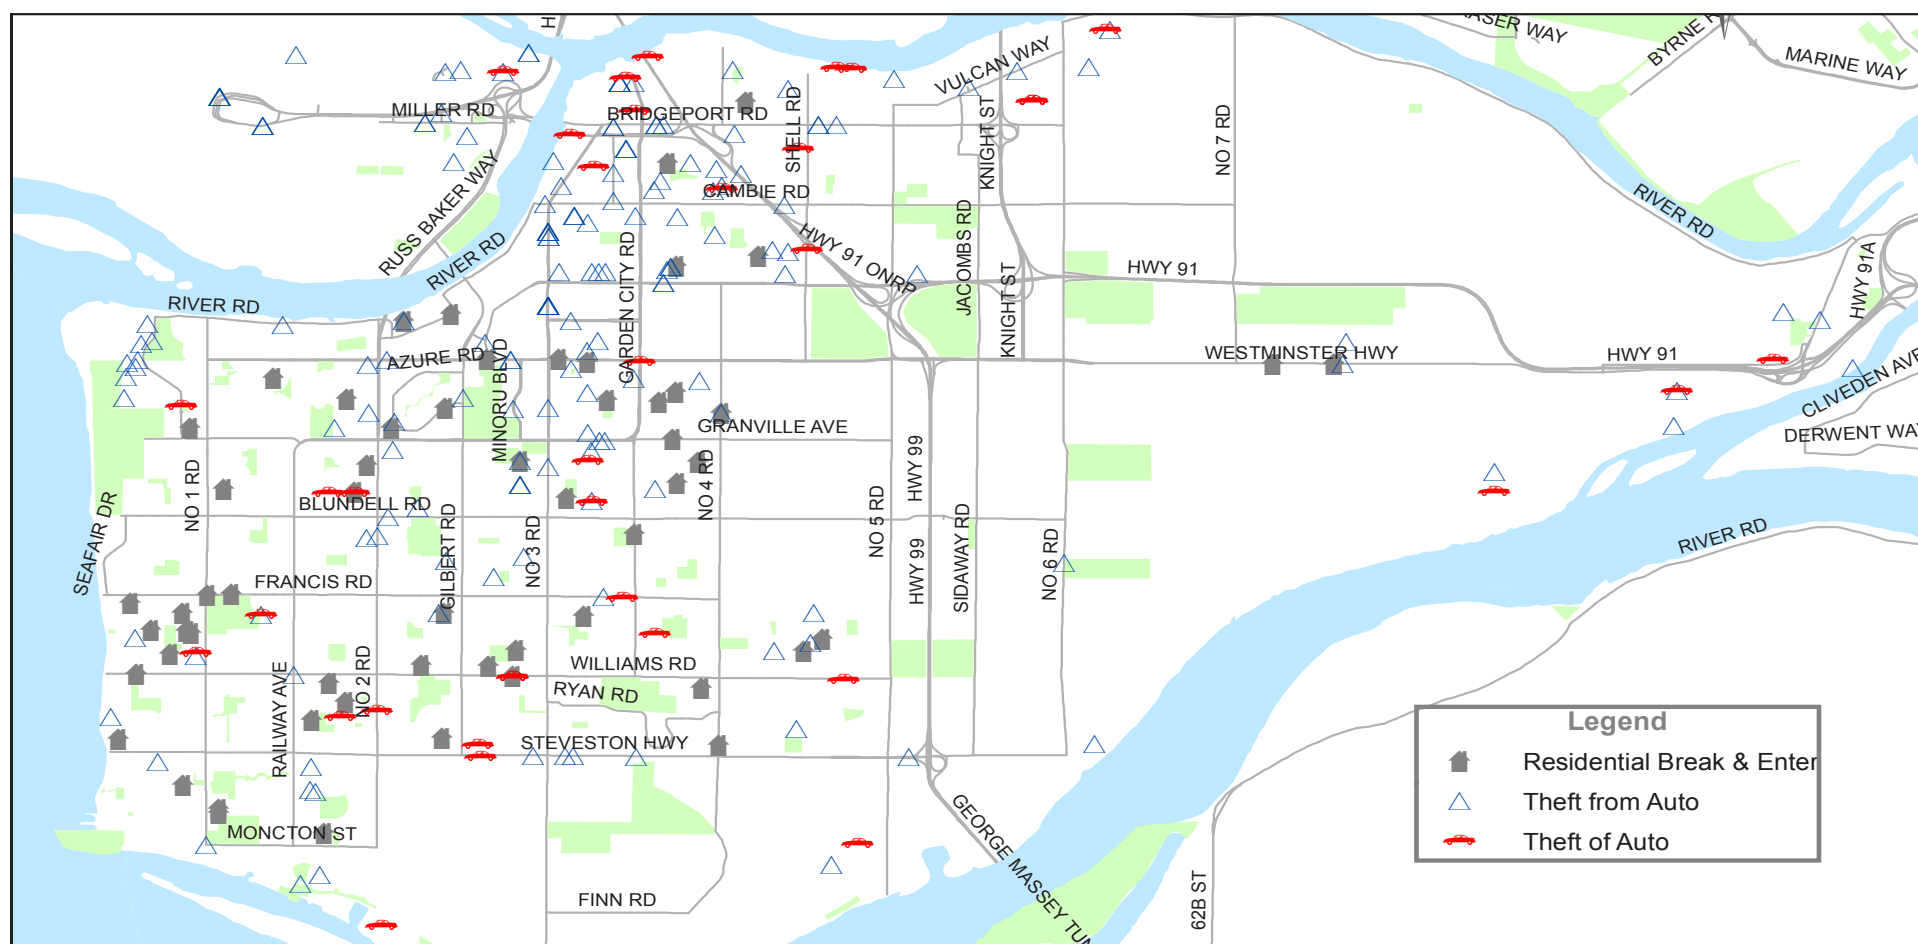 H
ASER WAY
BYRNE R
MARINE WAY
VULCAN WAY
MILLER RD
BRIDGEPORT RD
SHELL RD
KNIGHT ST
NO 7 RD
CAMBIE RD
RUSS BAKER WAY
RIVER RD
RIVER RD
RIVER RD
HWY 91 ONRP
JACOMBS RD
HWY 91
HWY 91A
GARDEN CITY RD
KNIGHT ST
AZURE RD
MINORU BLVD
WESTMINSTER HWY
HWY 91
CLIVEDEN AVE
DERWENT WAY
GRANVILLE AVE
NO 1 RD
BLUNDELL RD
NO 4 RD
HWY 99
NO 5 RD
SEAFAIR DR
GILBERT RD
NO 3 RD
HWY 99
SIDAWAY RD
NO 6 RD
RIVER RD
FRANCIS RD
RAILWAY AVE
NO 2 RD
WILLIAMS RD
RYAN RD
STEVESTON HWY
MONCTON ST
FINN RD
GEORGE MASSEY TUN
62B ST
Legend
Residential Break & Enter
Theft from Auto
Theft of Auto